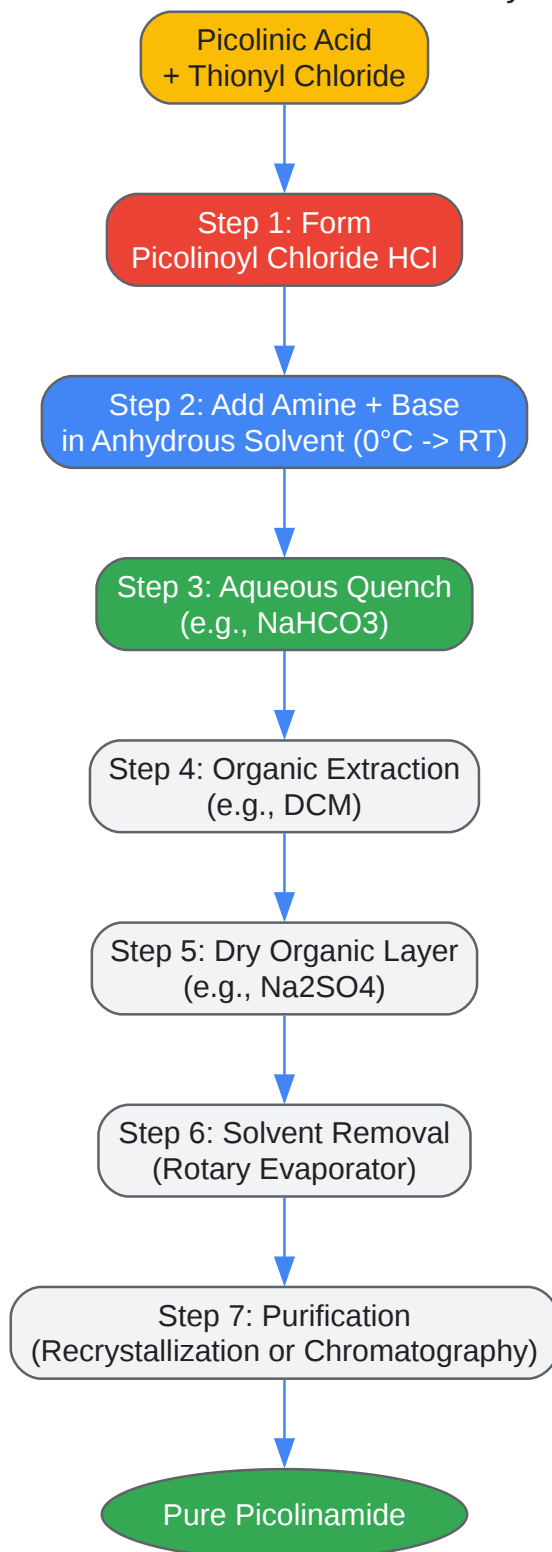 Picolinic Acid
+ Thionyl Chloride
Step 1: Form
Picolinoyl Chloride HCl
Step 2: Add Amine + Base
in Anhydrous Solvent (0°C -> RT)
Step 3: Aqueous Quench
(e.g., NaHCO3)
Step 4: Organic Extraction
(e.g., DCM)
Step 5: Dry Organic Layer
(e.g., Na2SO4)
Step 6: Solvent Removal
(Rotary Evaporator)
Step 7: Purification
(Recrystallization or Chromatography)
Pure Picolinamide